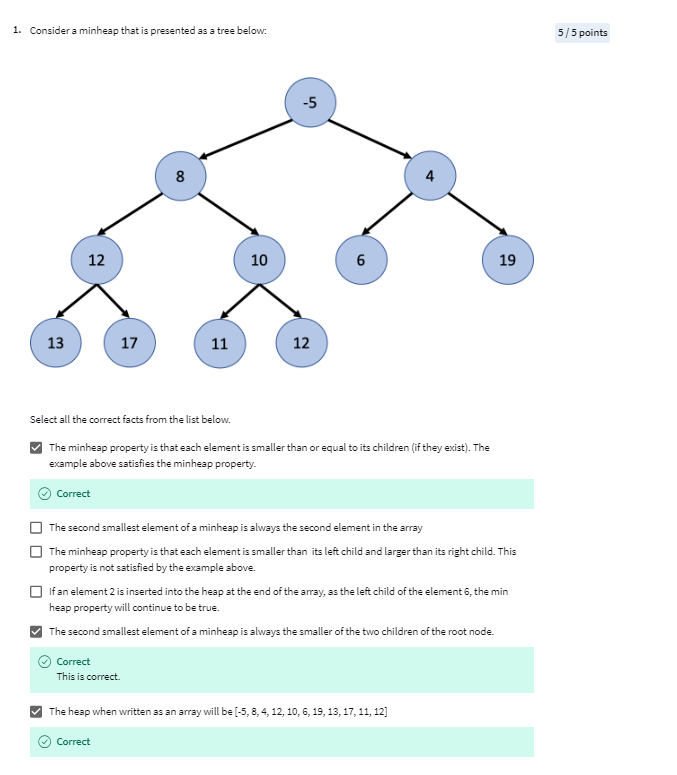 1. Consider a minheap that is presented as a tree below:
5 / 5 points
-5
8
4
12
10
6
19
13
17
11
12
Select all the correct facts from the list below.
The minheap property is that each element is smaller than or equal to its children (if they exist). The
example above satisfies the minheap property.
Correct
The second smallest element of a minheap is always the second element in the array
The minheap property is that each element is smaller than its left child and larger than its right child. This
property is not satisfied by the example above.
If an element 2 is inserted into the heap at the end of the array, as the left child of the element 6, the min
heap property will continue to be true.
The second smallest element of a minheap is always the smaller of the two children of the root node.
Correct
This is correct.
The heap when written as an array will be [-5, 8, 4, 12, 10, 6, 19, 13, 17, 11, 12]
Correct